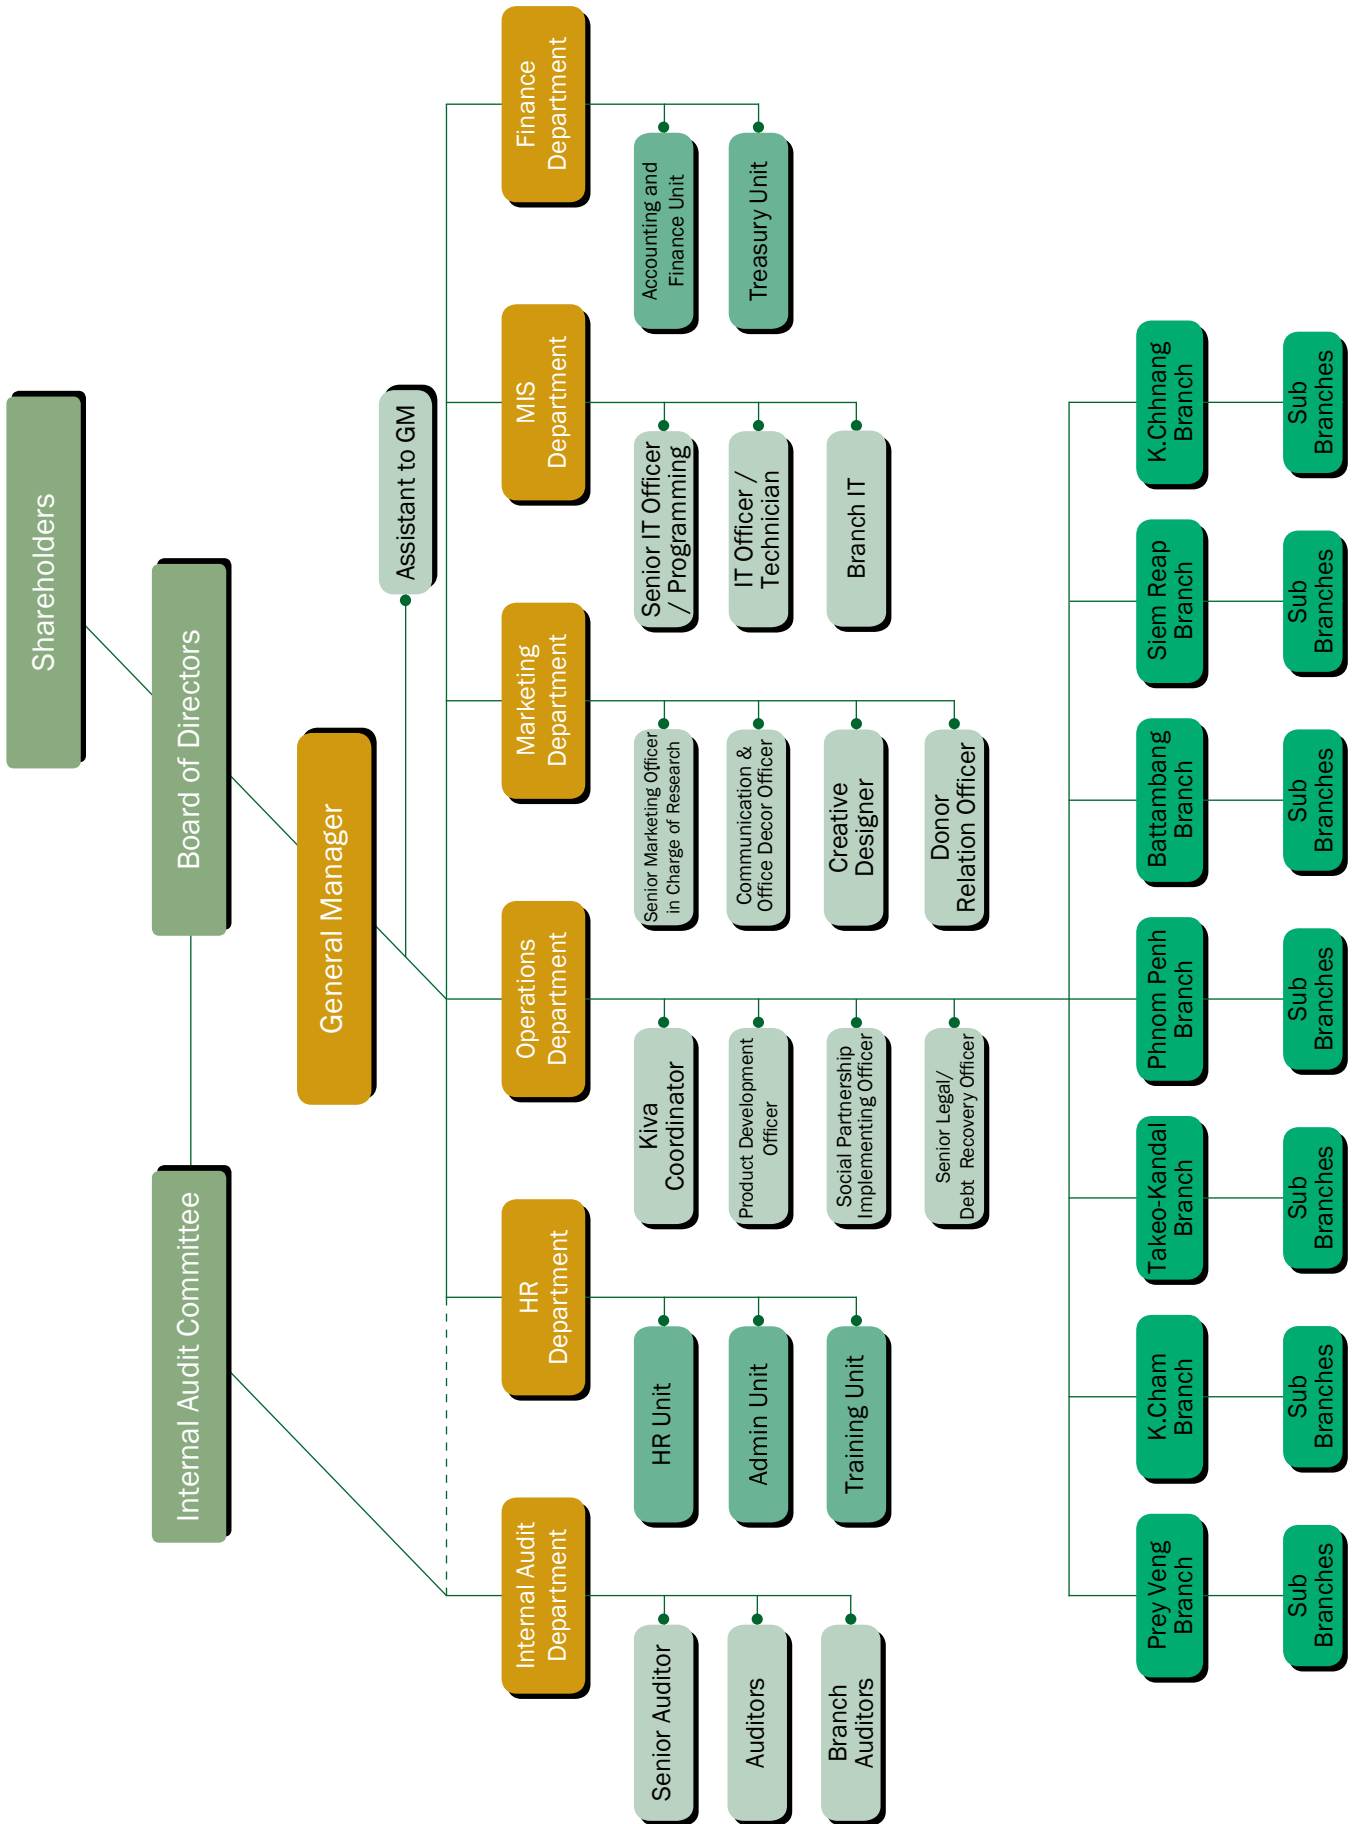 Shareholders
Internal Audit Committee
Board of Directors
General Manager
Assistant to GM
Internal Audit
Department
HR
Department
Operations
Department
Marketing
Department
MIS
Department
Finance
Department
Senior Auditor
Auditors
Branch
Auditors
HR Unit
Admin Unit
Training Unit
Kiva
Coordinator
Product Development
Officer
Social Partnership
Implementing Officer
Senior Legal/
Debt Recovery Officer
Senior Marketing Officer
in Charge of Research
Communication &
Office Decor Officer
Creative
Designer
Donor
Relation Officer
Senior IT Officer
/ Programming
IT Officer /
Technician
Branch IT
Accounting and
Finance Unit
Treasury Unit
Prey Veng
Branch
K.Cham
Branch
Takeo-Kandal
Branch
Phnom Penh
Branch
Battambang
Branch
Siem Reap
Branch
K.Chhnang
Branch
Sub
Branches
Sub
Branches
Sub
Branches
Sub
Branches
Sub
Branches
Sub
Branches
Sub
Branches